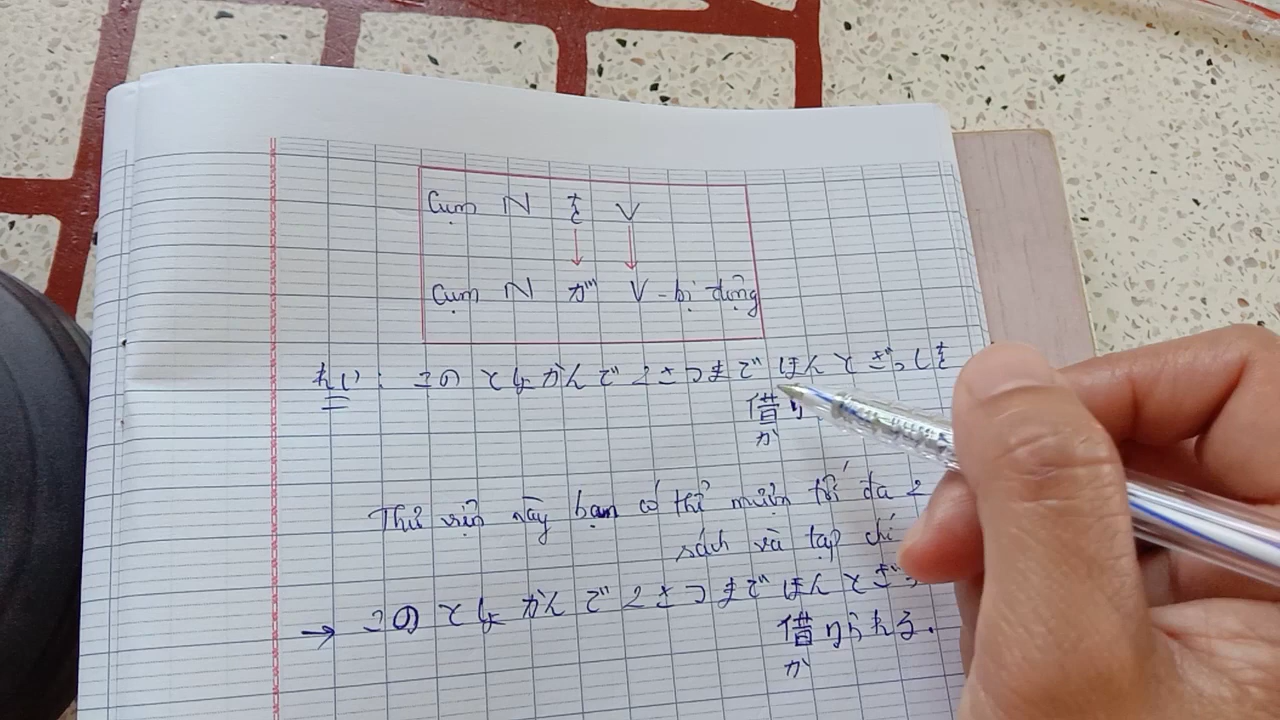 Cụm N を V
Cụm N が V - bị động
れい: このとしょかんで 2さつまで ほんとざっしを
借り
か
Thư viện này bạn có thể mượn tối đa 2
sách và tạp chí
→ このとしょかんで 2さつまで ほんとざっ
借りられる.
か